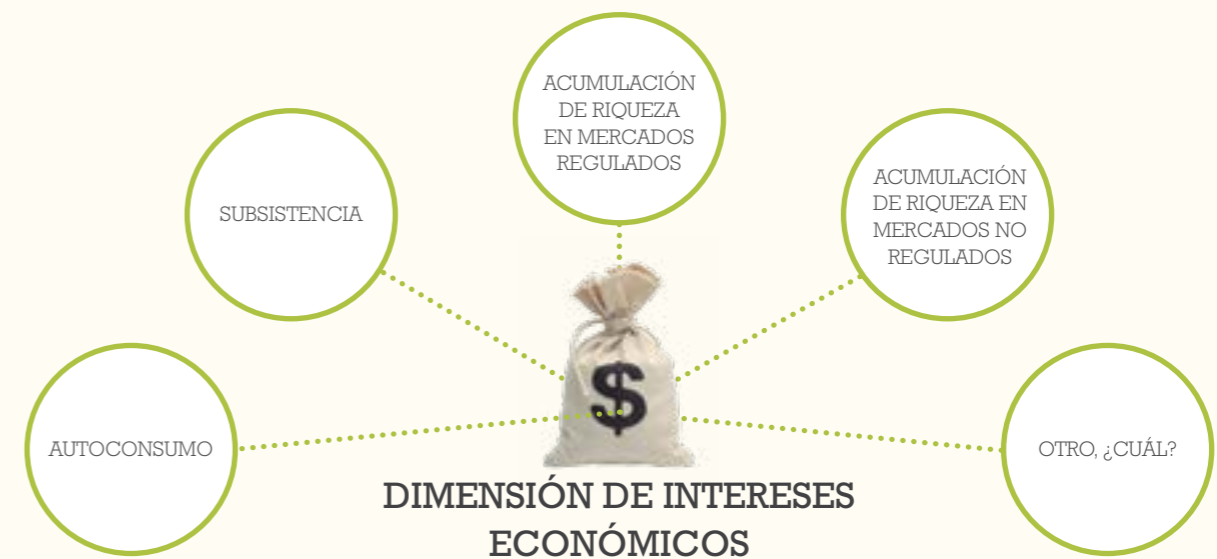 ACUMULACIÓN
DE RIQUEZA
EN MERCADOS
REGULADOS
SUBSISTENCIA
ACUMULACIÓN
DE RIQUEZA EN
MERCADOS NO
REGULADOS
AUTOCONSUMO
$
OTRO, ¿CUÁL?
DIMENSIÓN DE INTERESES
ECONÓMICOS